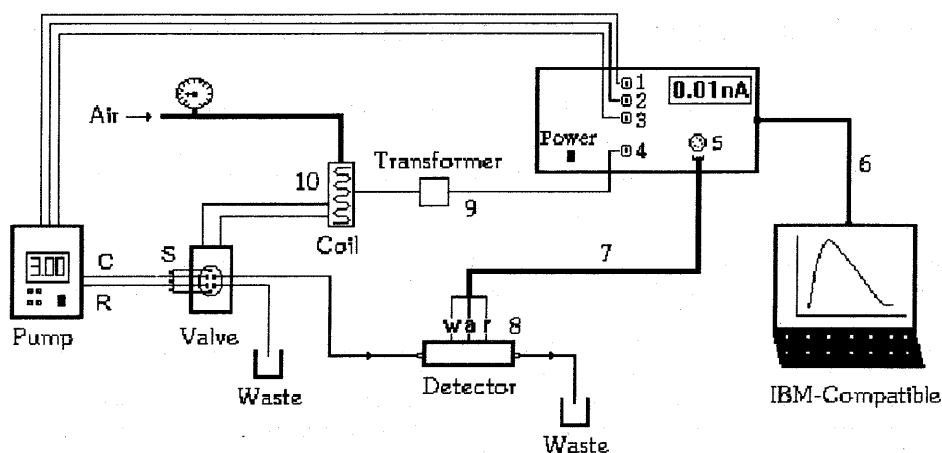 1
0.01nA
2
3
Air
Power
5
4
Transformer
6
10
9
Coil
7
3.00
C
S
R
w a r
8
Pump
Valve
Detector
Waste
IBM-Compatible
Waste